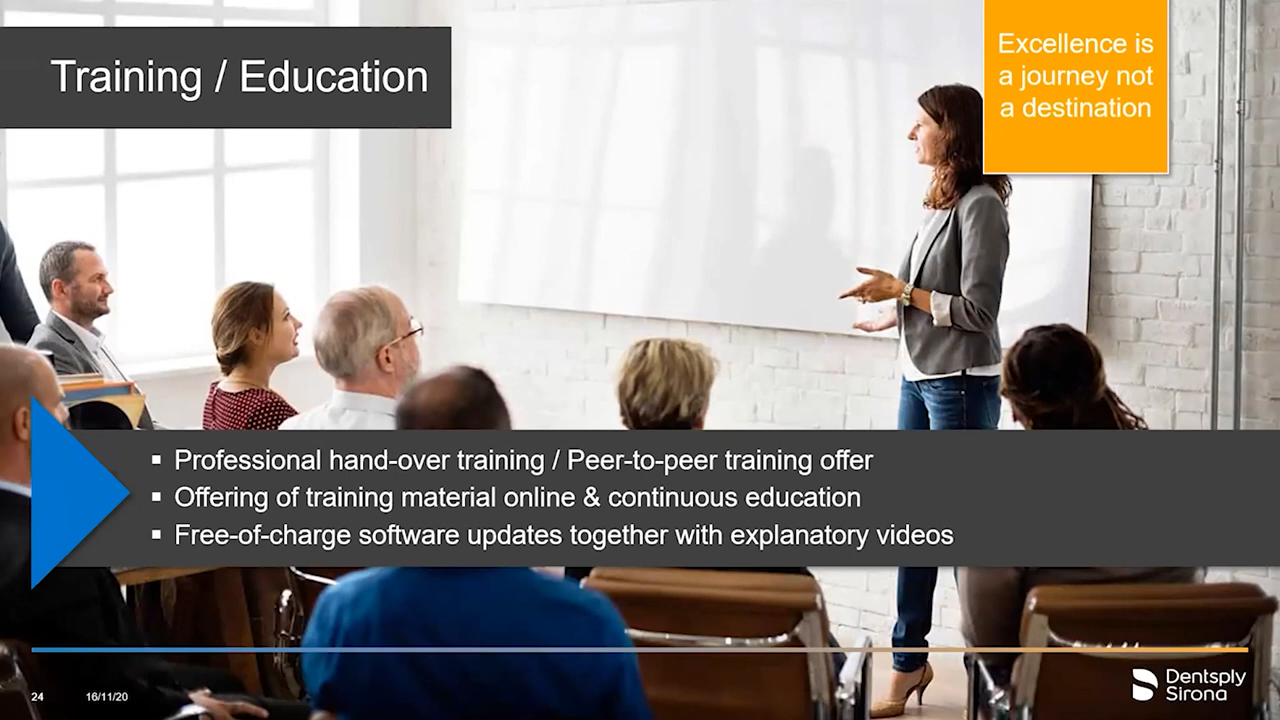 Training / Education
Excellence is
a journey not
a destination
▪ Professional hand-over training / Peer-to-peer training offer
▪ Offering of training material online & continuous education
▪ Free-of-charge software updates together with explanatory videos
24 16/11/20
Dentsply
Sirona